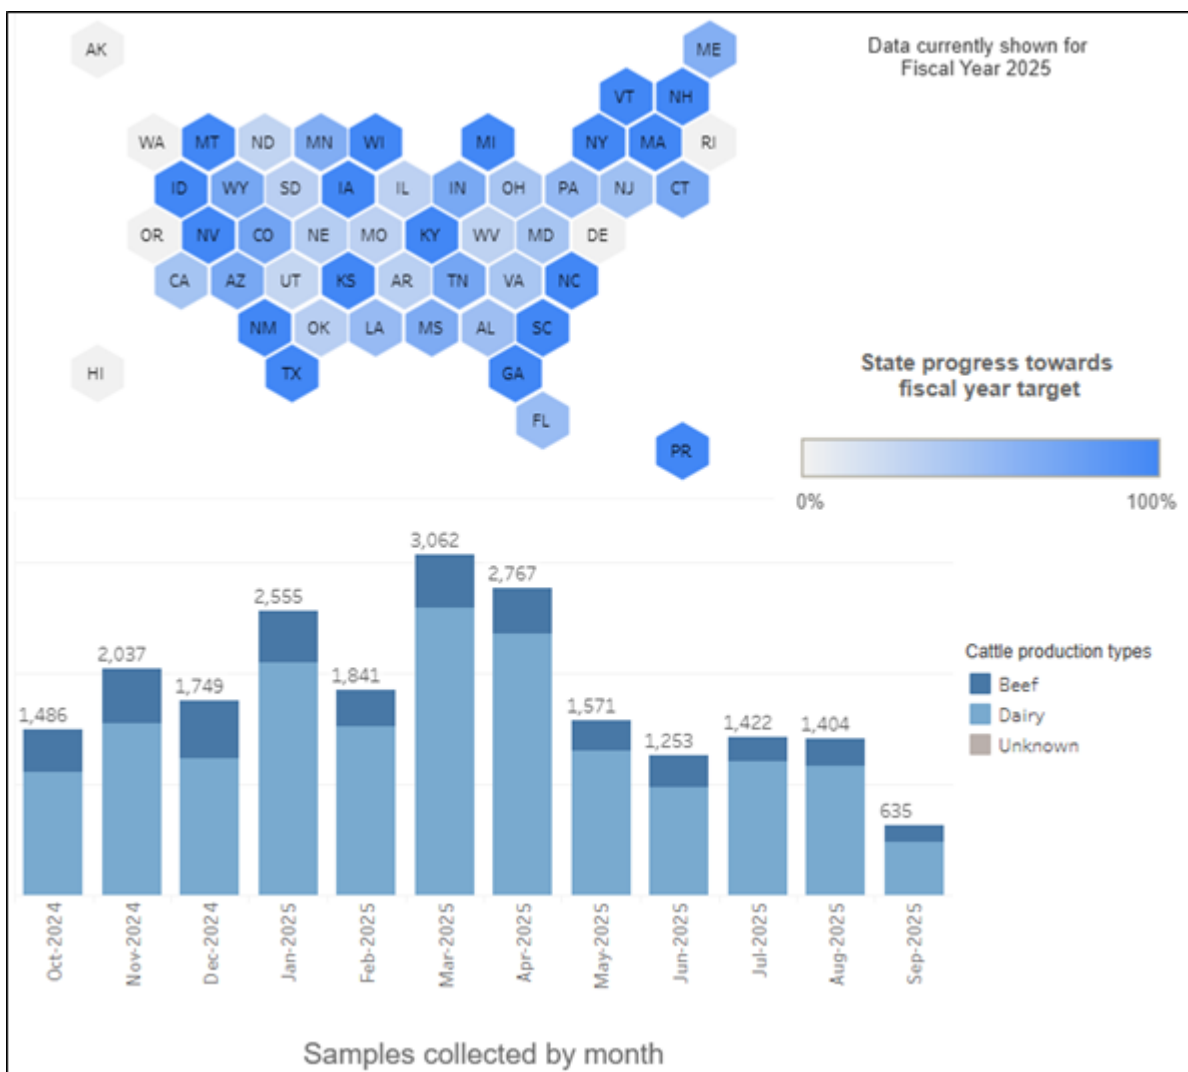 AK
ME
Data currently shown for
Fiscal Year 2025
VT NH
WA MT ND MN WI MI NY MA RI
ID WY SD IA IL IN OH PA NJ CT
OR NV CO NE MO KY WV MD DE
CA AZ UT KS AR TN VA NC
NM OK LA MS AL SC
HI TX GA
FL
PR
State progress towards
fiscal year target
0% 100%
3,062
2,767
2,555
2,037
1,841
1,749
1,571
1,486
1,422 1,404
1,253
635
Cattle production types
Beef
Dairy
Unknown
Oct-2024 Nov-2024 Dec-2024 Jan-2025 Feb-2025 Mar-2025 Apr-2025 May-2025 Jun-2025 Jul-2025 Aug-2025 Sep-2025
Samples collected by month